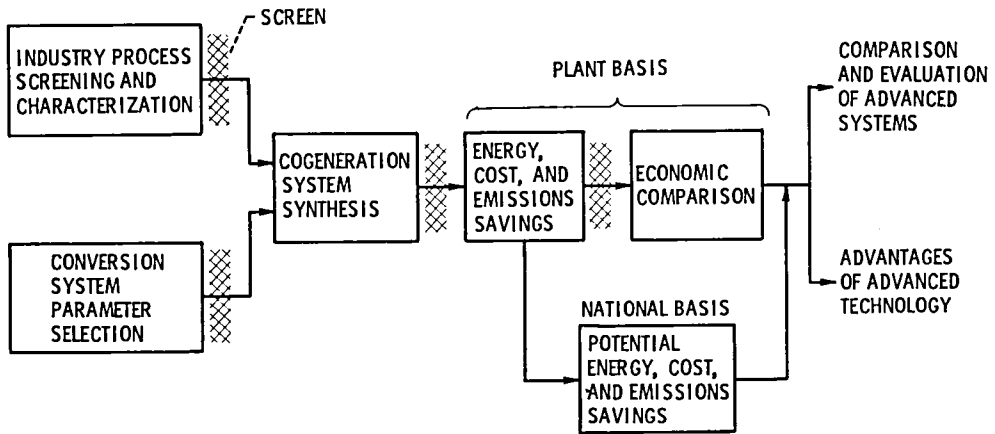 SCREEN
INDUSTRY PROCESS
SCREENING AND
CHARACTERIZATION
CONVERSION
SYSTEM
PARAMETER
SELECTION
COGENERATION
SYSTEM
SYNTHESIS
PLANT BASIS
ENERGY,
COST, AND
EMISSIONS
SAVINGS
ECONOMIC
COMPARISON
NATIONAL BASIS
POTENTIAL
ENERGY, COST,
AND EMISSIONS
SAVINGS
COMPARISON
AND EVALUATION
OF ADVANCED
SYSTEMS
ADVANTAGES
OF ADVANCED
TECHNOLOGY